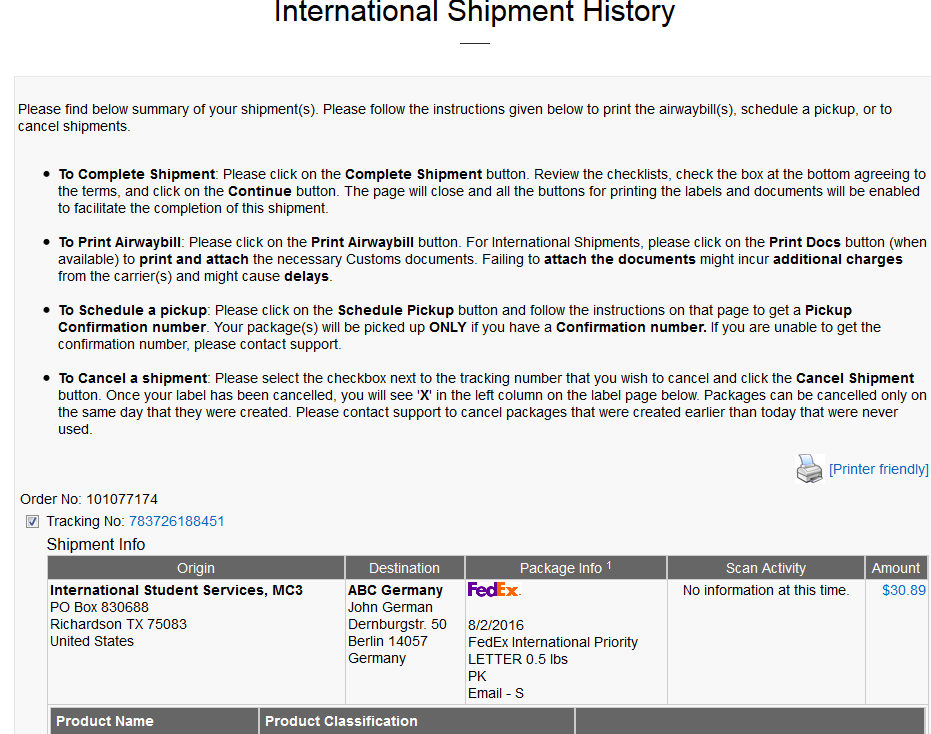 International Shipment History
Please find below summary of your shipment(s). Please follow the instructions given below to print the airwaybill(s), schedule a pickup, or to
cancel shipments.
• To Complete Shipment: Please click on the Complete Shipment button. Review the checklists, check the box at the bottom agreeing to
the terms, and click on the Continue button. The page will close and all the buttons for printing the labels and documents will be enabled
to facilitate the completion of this shipment.
• To Print Airwaybill: Please click on the Print Airwaybill button. For International Shipments, please click on the Print Docs button (when
available) to print and attach the necessary Customs documents. Failing to attach the documents might incur additional charges
from the carrier(s) and might cause delays.
• To Schedule a pickup: Please click on the Schedule Pickup button and follow the instructions on that page to get a Pickup
Confirmation number. Your package(s) will be picked up ONLY if you have a Confirmation number. If you are unable to get the
confirmation number, please contact support.
• To Cancel a shipment: Please select the checkbox next to the tracking number that you wish to cancel and click the Cancel Shipment
button. Once your label has been cancelled, you will see 'X' in the left column on the label page below. Packages can be cancelled only on
the same day that they were created. Please contact support to cancel packages that were created earlier than today that were never
used.
[Printer friendly]
Order No: 101077174
Tracking No: 783726188451
Shipment Info
Origin Destination Package Info 1 Scan Activity Amount
International Student Services, MC3 ABC Germany FedEx. No information at this time. $30.89
PO Box 830688 John German
Richardson TX 75083 Dernburgstr. 50 8/2/2016
United States Berlin 14057 FedEx International Priority
Germany LETTER 0.5 lbs
PK
Email - S
Product Name Product Classification